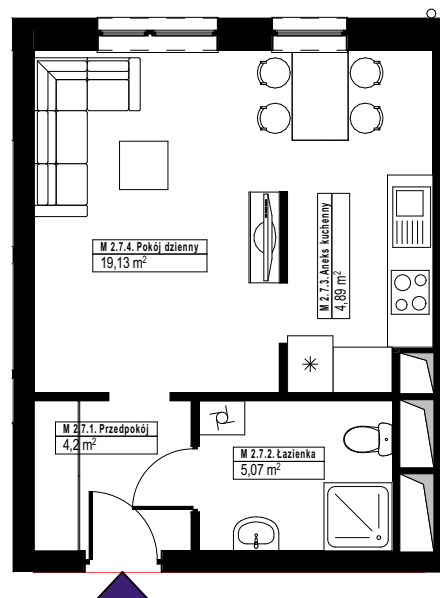 M 2.7.4. Pokój dzienny
19,13 m²
M 2.7.3. Aneks kuchenny
4,89 m²
M 2.7.1. Przedpokój
4,2 m²
M 2.7.2. Łazienka
5,07 m²